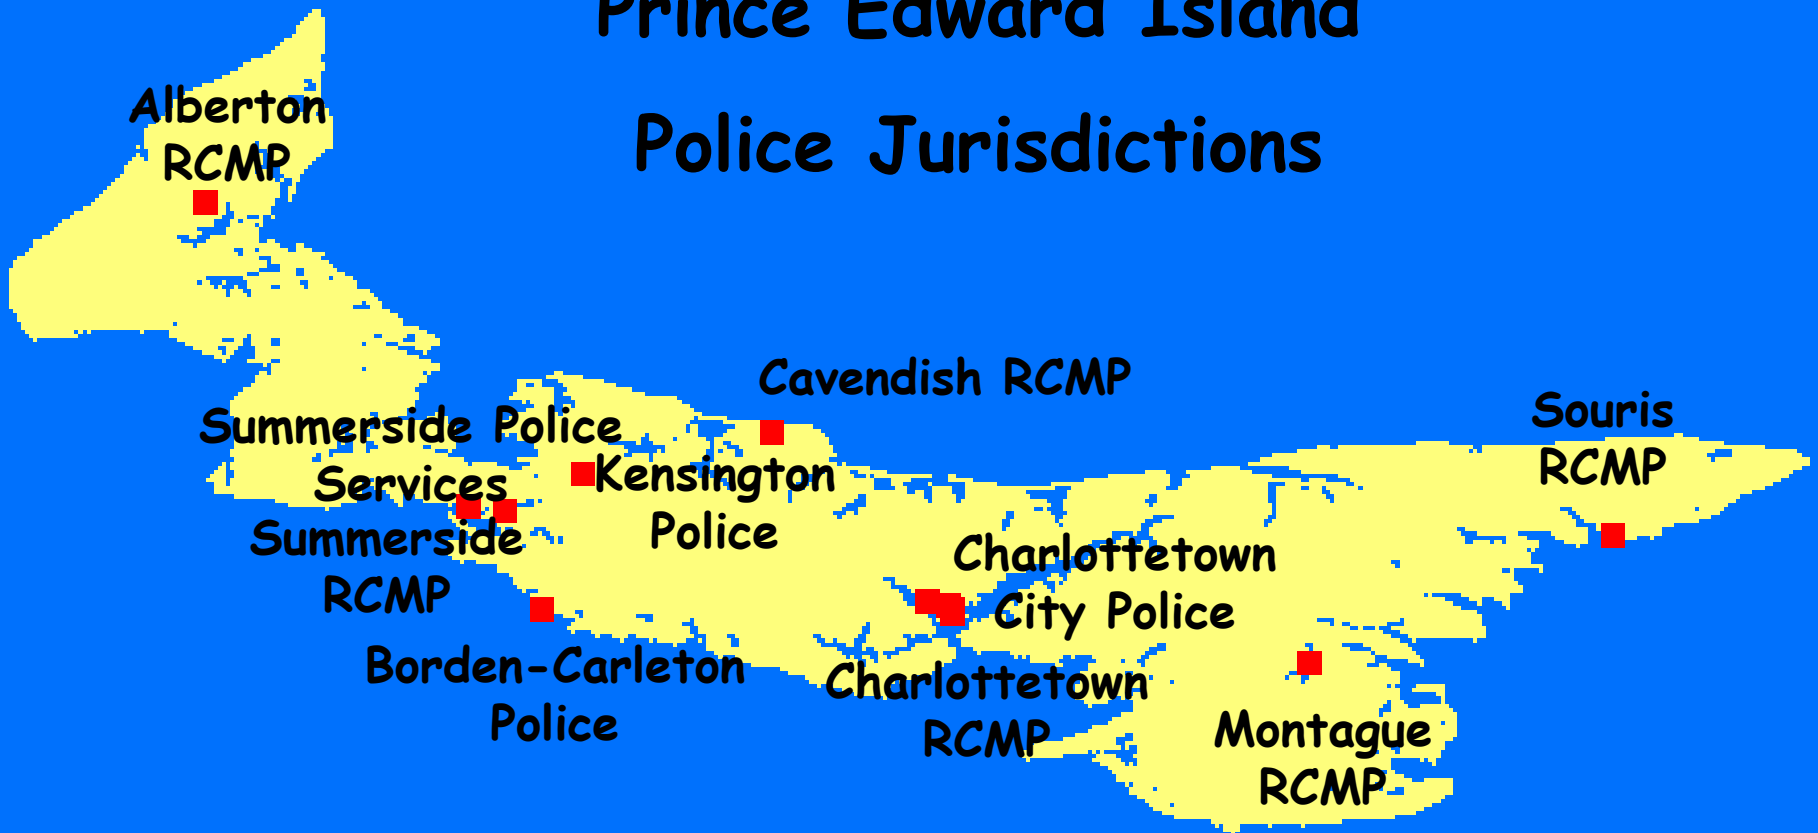 Prince Edward Island
Police Jurisdictions
Alberton
RCMP
Cavendish RCMP
Souris
RCMP
Summerside Police
Services
Kensington
Police
Summerside
RCMP
Charlottetown
City Police
Borden-Carleton
Police
Charlottetown
RCMP
Montague
RCMP